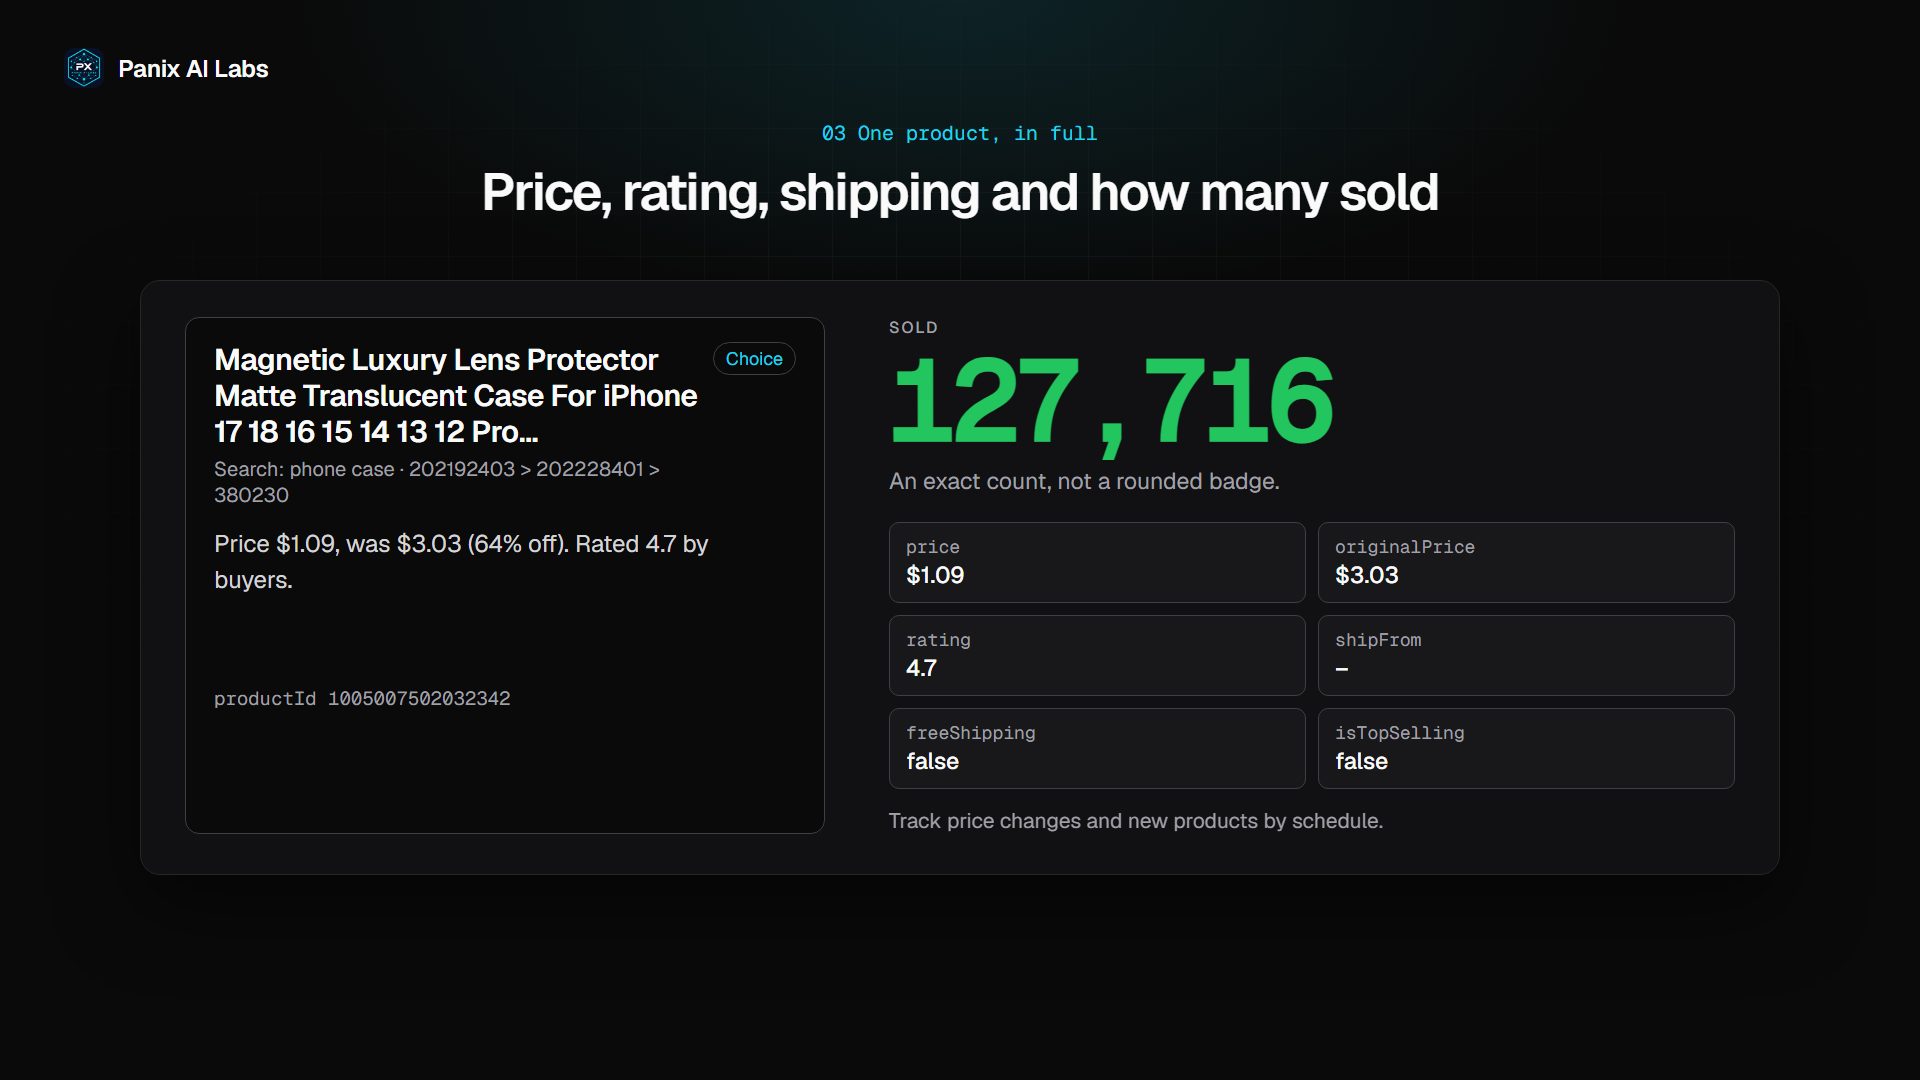 PX
Panix AI Labs
03 One product, in full
Price, rating, shipping and how many sold
Magnetic Luxury Lens Protector
Matte Translucent Case For iPhone
17 18 16 15 14 13 12 Pro...
Choice
Search: phone case · 202192403 > 202228401 >
380230
Price $1.09, was $3.03 (64% off). Rated 4.7 by
buyers.
productId 1005007502032342
SOLD
127,716
An exact count, not a rounded badge.
price
$1.09
originalPrice
$3.03
rating
4.7
shipFrom
–
freeShipping
false
isTopSelling
false
Track price changes and new products by schedule.